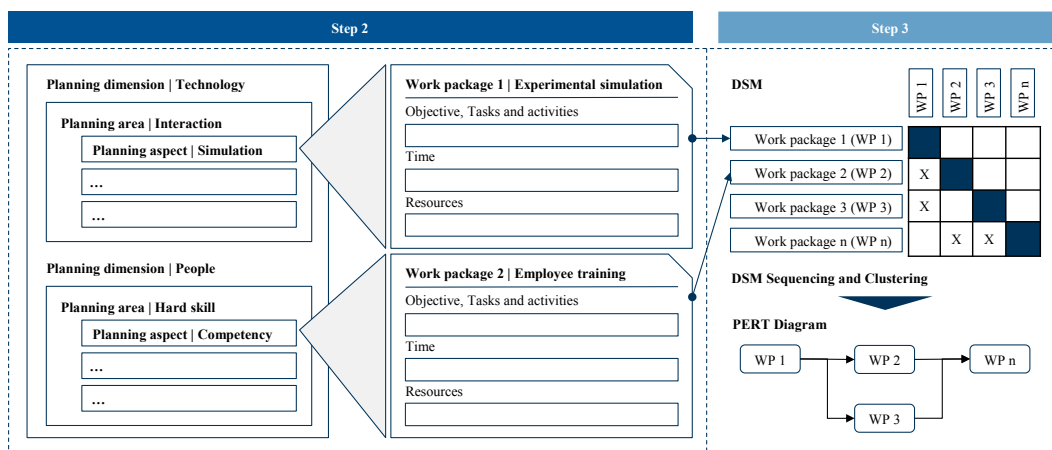 Step 2
Planning dimension | Technology
Planning area | Interaction
Planning aspect | Simulation
...
...
Planning dimension | People
Planning area | Hard skill
Planning aspect | Competency
...
...
Work package 1 | Experimental simulation
Objective, Tasks and activities
Time
Resources
Work package 2 | Employee training
Objective, Tasks and activities
Time
Resources
Step 3
DSM
WP 1 WP 2 WP 3 WP n
Work package 1 (WP 1)
Work package 2 (WP 2) X
Work package 3 (WP 3) X
Work package n (WP n) X X
DSM Sequencing and Clustering
PERT Diagram
WP 1 WP 2 WP n
WP 3